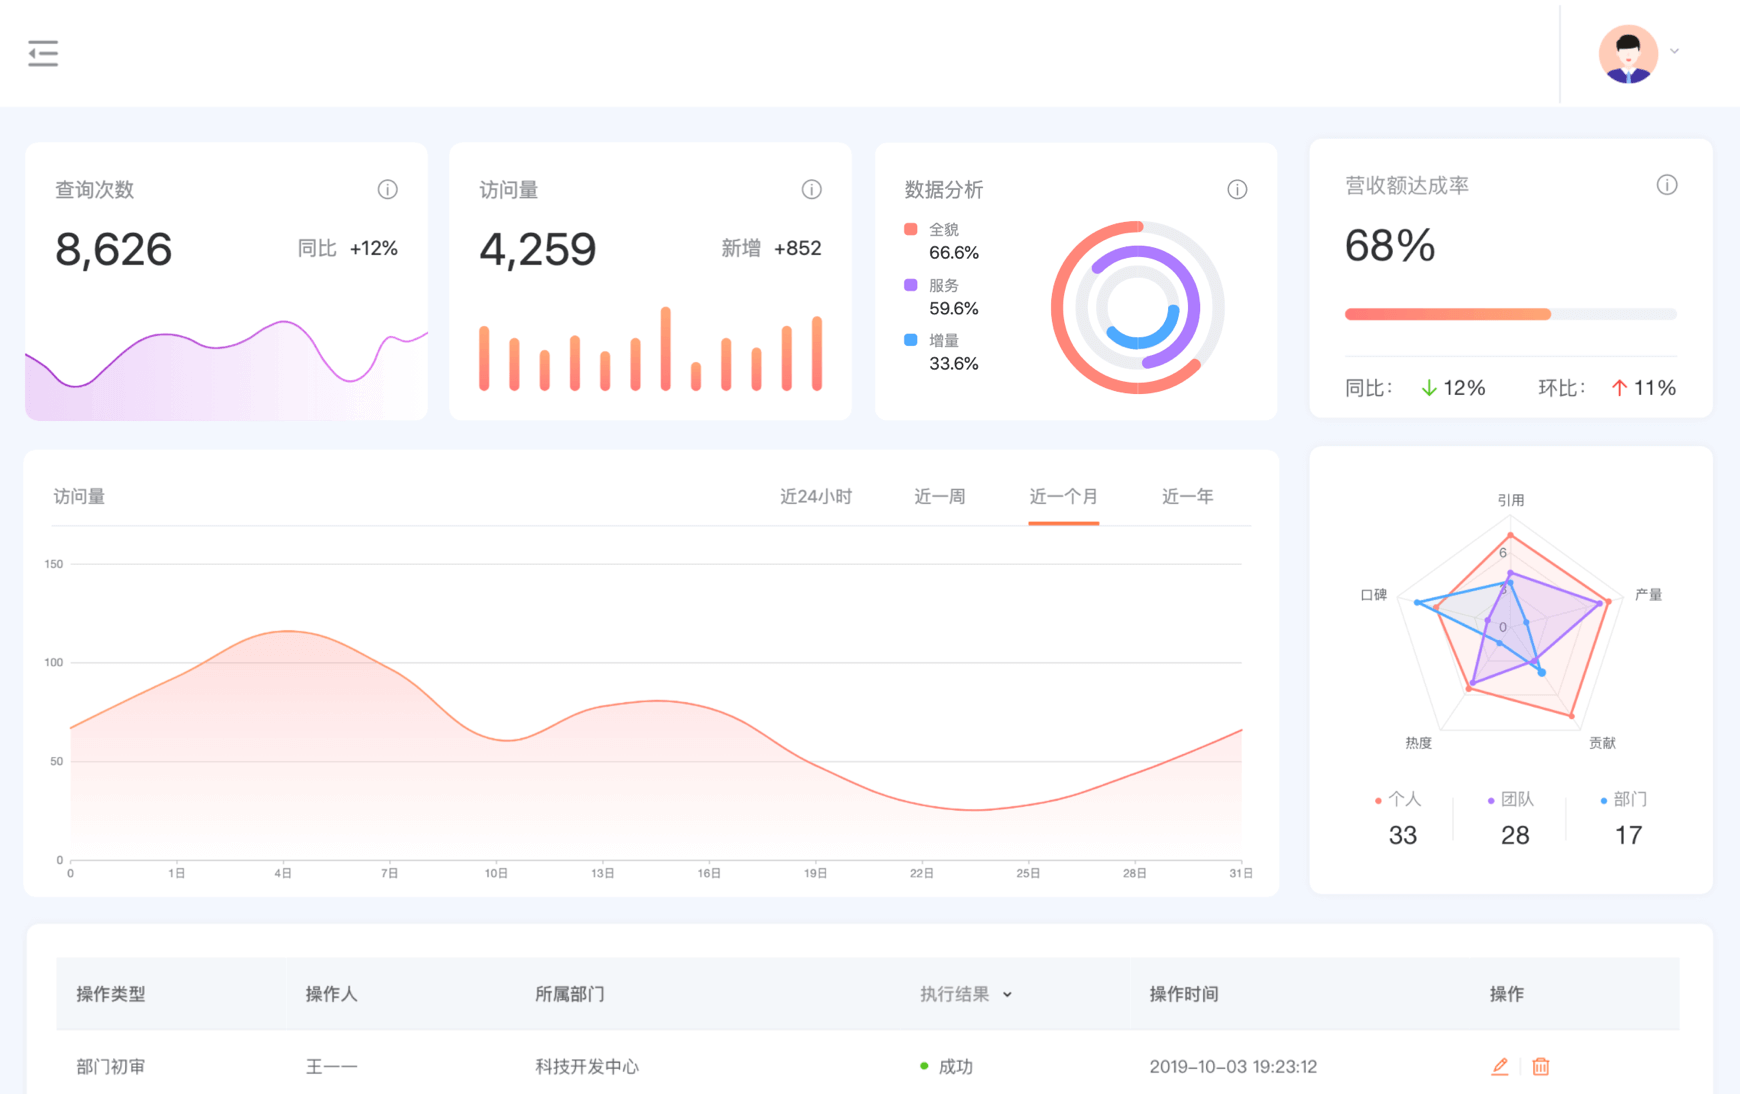 查询次数
8,626
同比 +12%
访问量
4,259
新增 +852
数据分析
全貌
66.6%
服务
59.6%
增量
33.6%
营收额达成率
68%
同比： 12% 环比： 11%
访问量 近24小时 近一周 近一个月 近一年
150
100
50
0
0 1日 4日 7日 10日 13日 16日 19日 22日 25日 28日 31日
引用
产量
贡献
热度
口碑
6
3
0
个人 团队 部门
33 28 17
操作类型 操作人 所属部门 执行结果 操作时间 操作
部门初审 王一一 科技开发中心 成功 2019-10-03 19:23:12